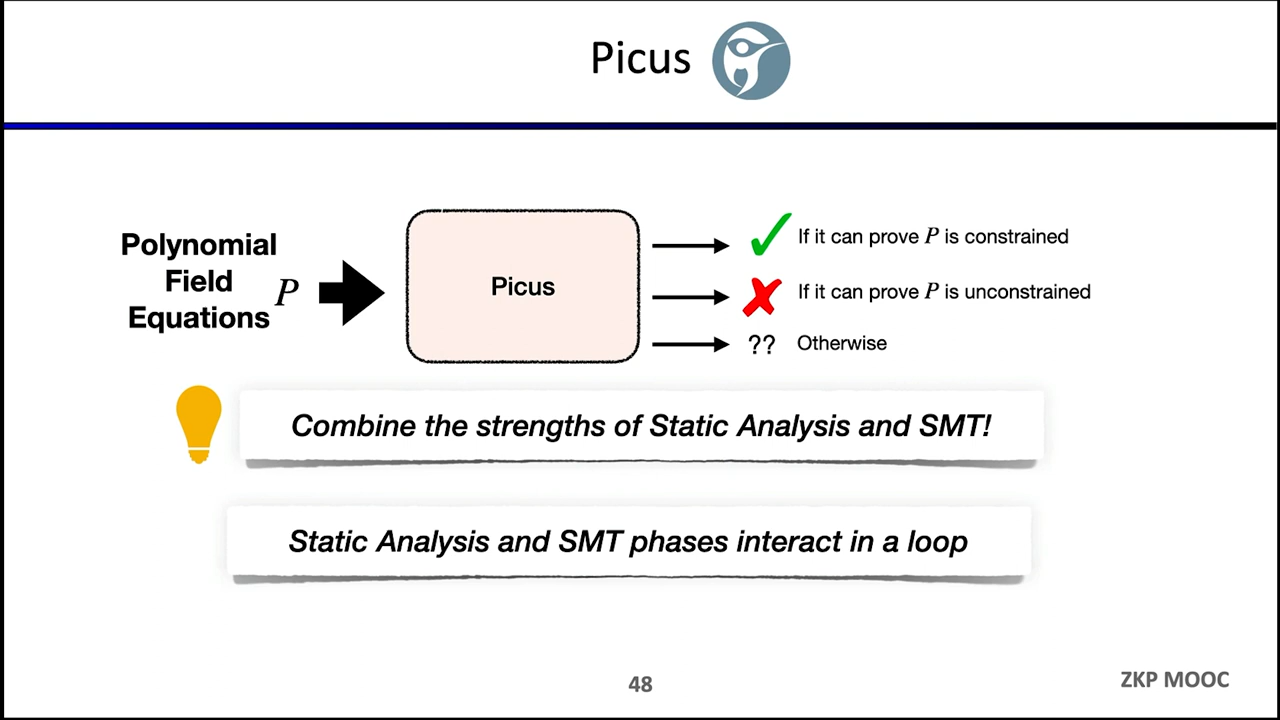 Picus
Polynomial
Field
Equations
P
Picus
If it can prove P is constrained
If it can prove P is unconstrained
?? Otherwise
Combine the strengths of Static Analysis and SMT!
Static Analysis and SMT phases interact in a loop
48
ZKP MOOC